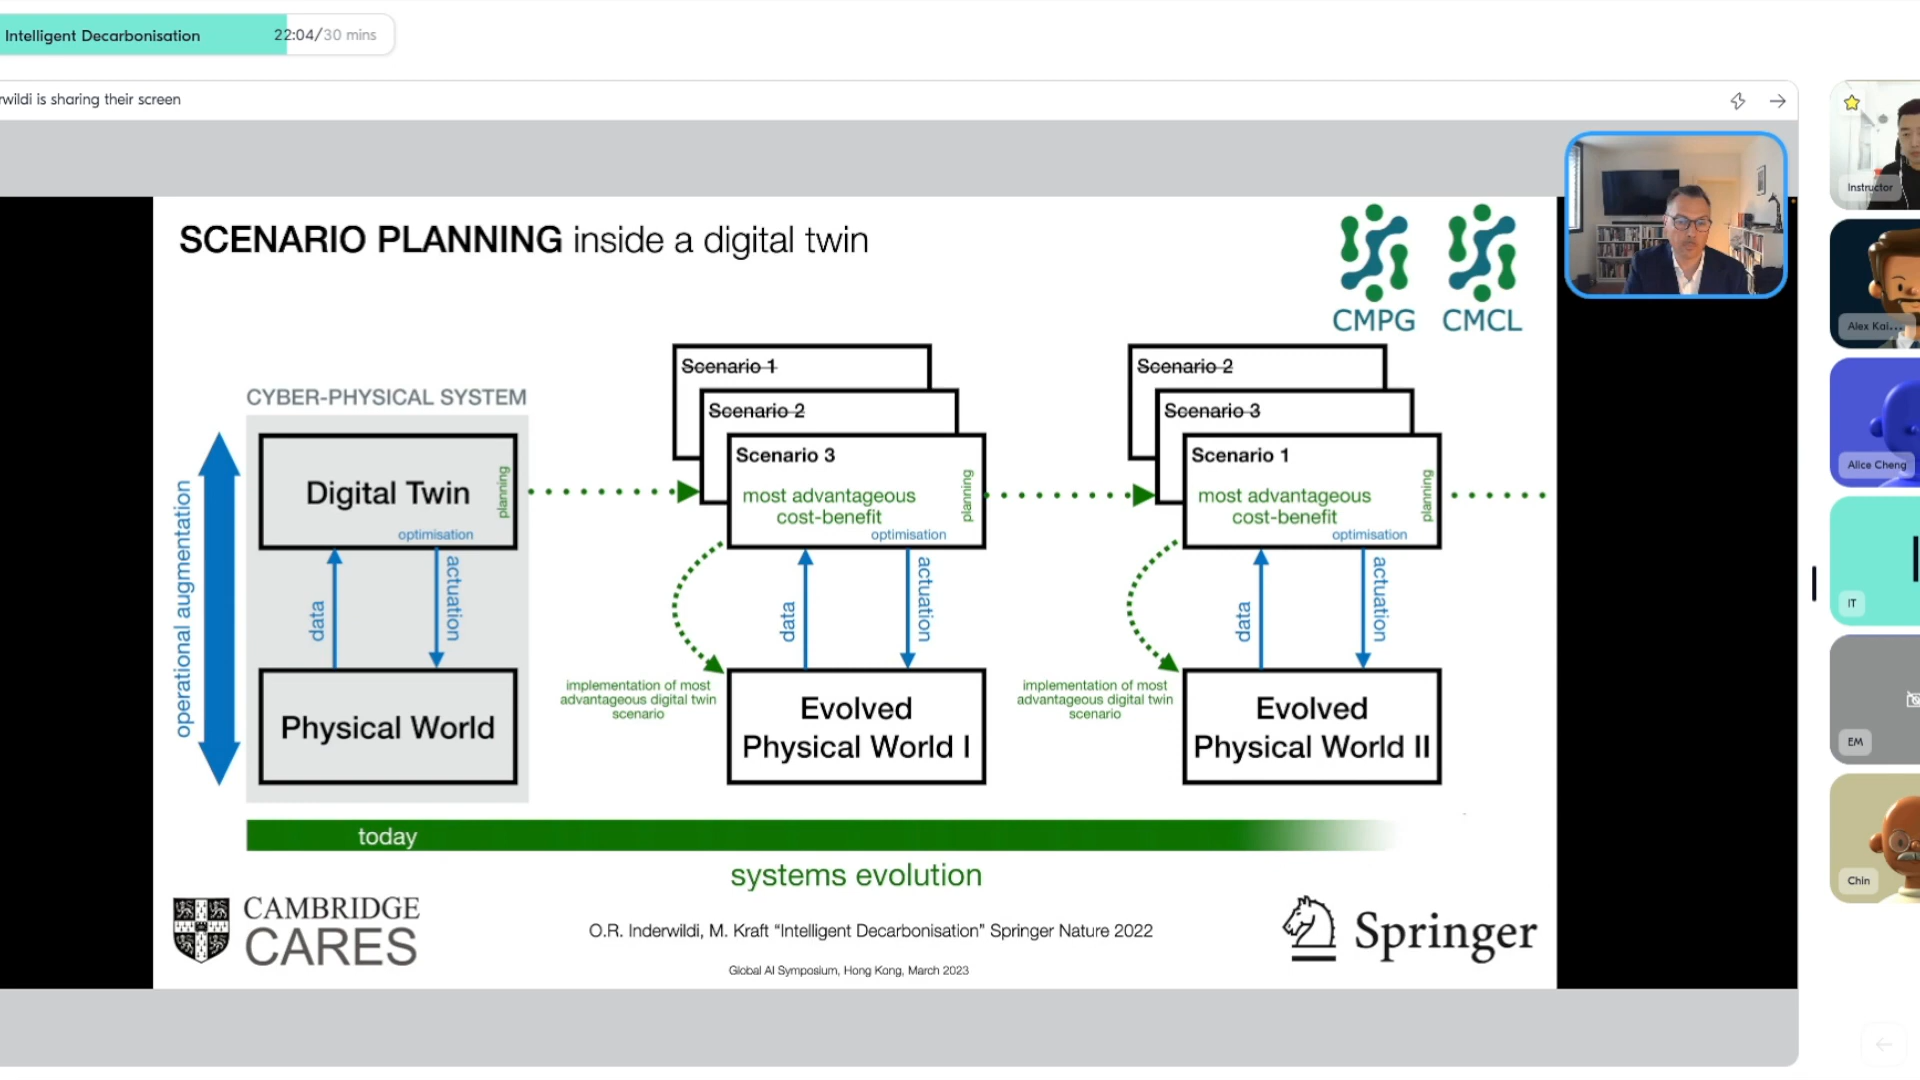 Intelligent Decarbonisation 22:04/30 mins
rwildi is sharing their screen
SCENARIO PLANNING inside a digital twin
CMPG CMCL
CYBER-PHYSICAL SYSTEM
operational augmentation
Digital Twin
planning
optimisation
data
actuation
Physical World
Scenario 1
Scenario 2
Scenario 3
most advantageous
cost-benefit
planning
optimisation
data
actuation
implementation of most
advantageous digital twin
scenario
Evolved
Physical World I
Scenario 2
Scenario 3
Scenario 1
most advantageous
cost-benefit
planning
optimisation
data
actuation
implementation of most
advantageous digital twin
scenario
Evolved
Physical World II
today
systems evolution
CAMBRIDGE
CARES
O.R. Inderwildi, M. Kraft “Intelligent Decarbonisation” Springer Nature 2022
Global AI Symposium, Hong Kong, March 2023
Springer
Instructor
Alex Kai...
Alice Cheng
I
IT
EM
Chin